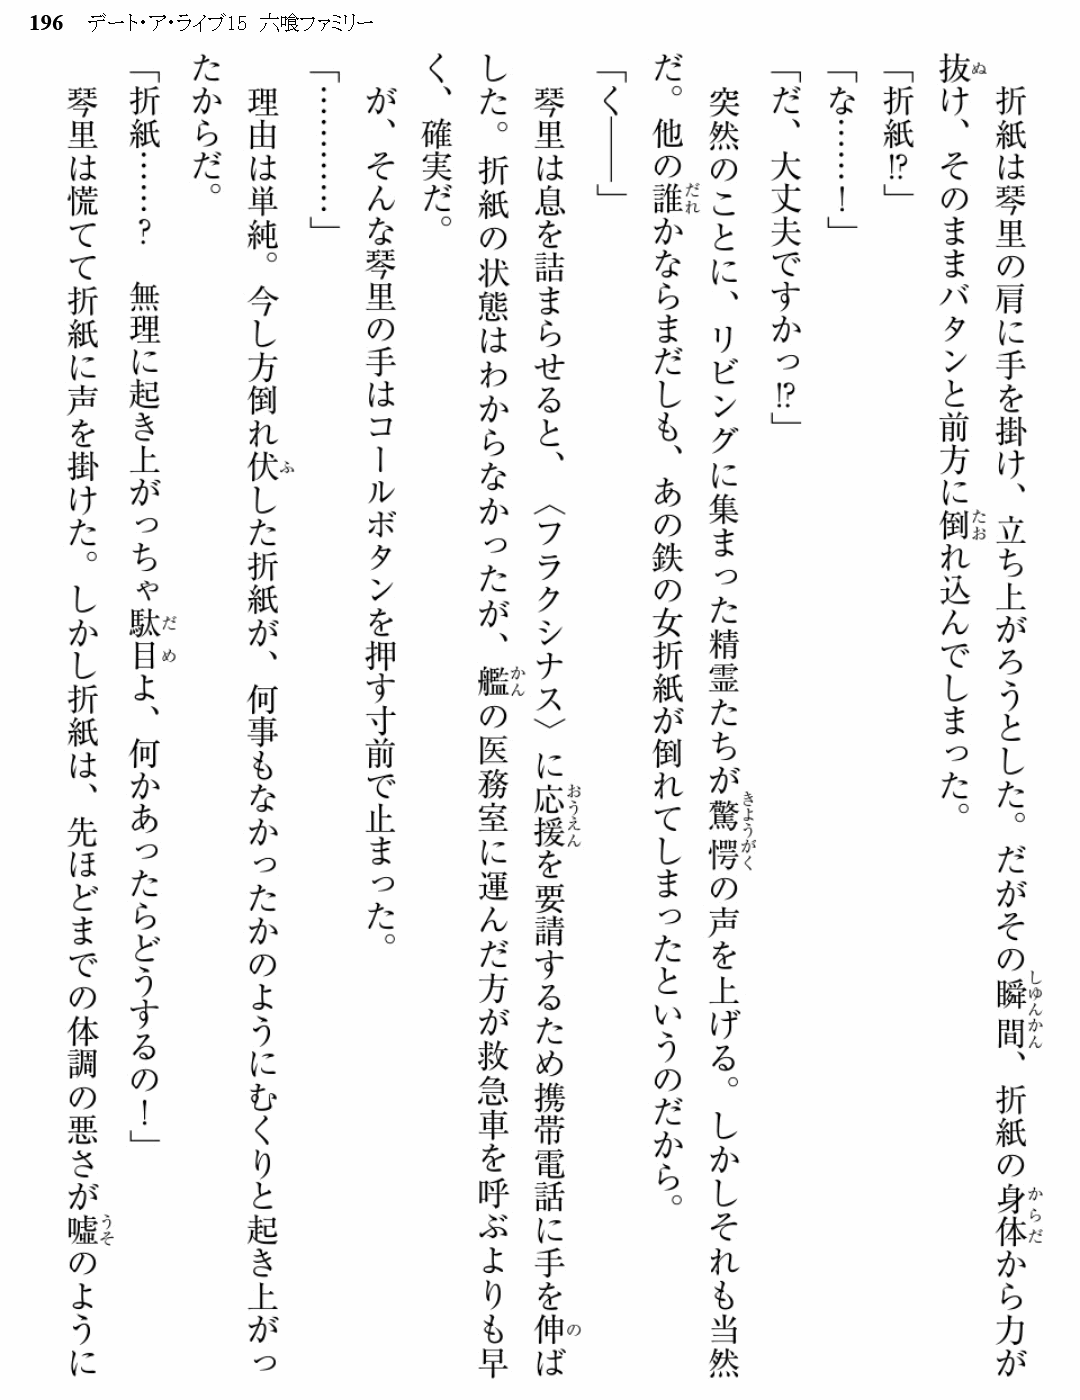 196 デート・ア・ライブ15 六喰ファミリー
折紙は琴里の肩に手を掛け、立ち上がろうとした。だがその瞬間、折紙の身体から力が
抜け、そのままバタンと前方に倒れ込んでしまった。
「折紙!?」
「な……！」
「だ、大丈夫ですかっ!?」
突然のことに、リビングに集まった精霊たちが驚愕の声を上げる。しかしそれも当然
だ。他の誰かならまだしも、あの鉄の女折紙が倒れてしまったというのだから。
「く――」
琴里は息を詰まらせると、〈フラクシナス〉に応援を要請するため携帯電話に手を伸ば
した。折紙の状態はわからなかったが、艦の医務室に運んだ方が救急車を呼ぶよりも早
く、確実だ。
が、そんな琴里の手はコールボタンを押す寸前で止まった。
「…………」
理由は単純。今し方倒れ伏した折紙が、何事もなかったかのようにむくりと起き上がっ
たからだ。
「折紙……？　無理に起き上がっちゃ駄目よ、何かあったらどうするの！」
琴里は慌てて折紙に声を掛けた。しかし折紙は、先ほどまでの体調の悪さが嘘のように